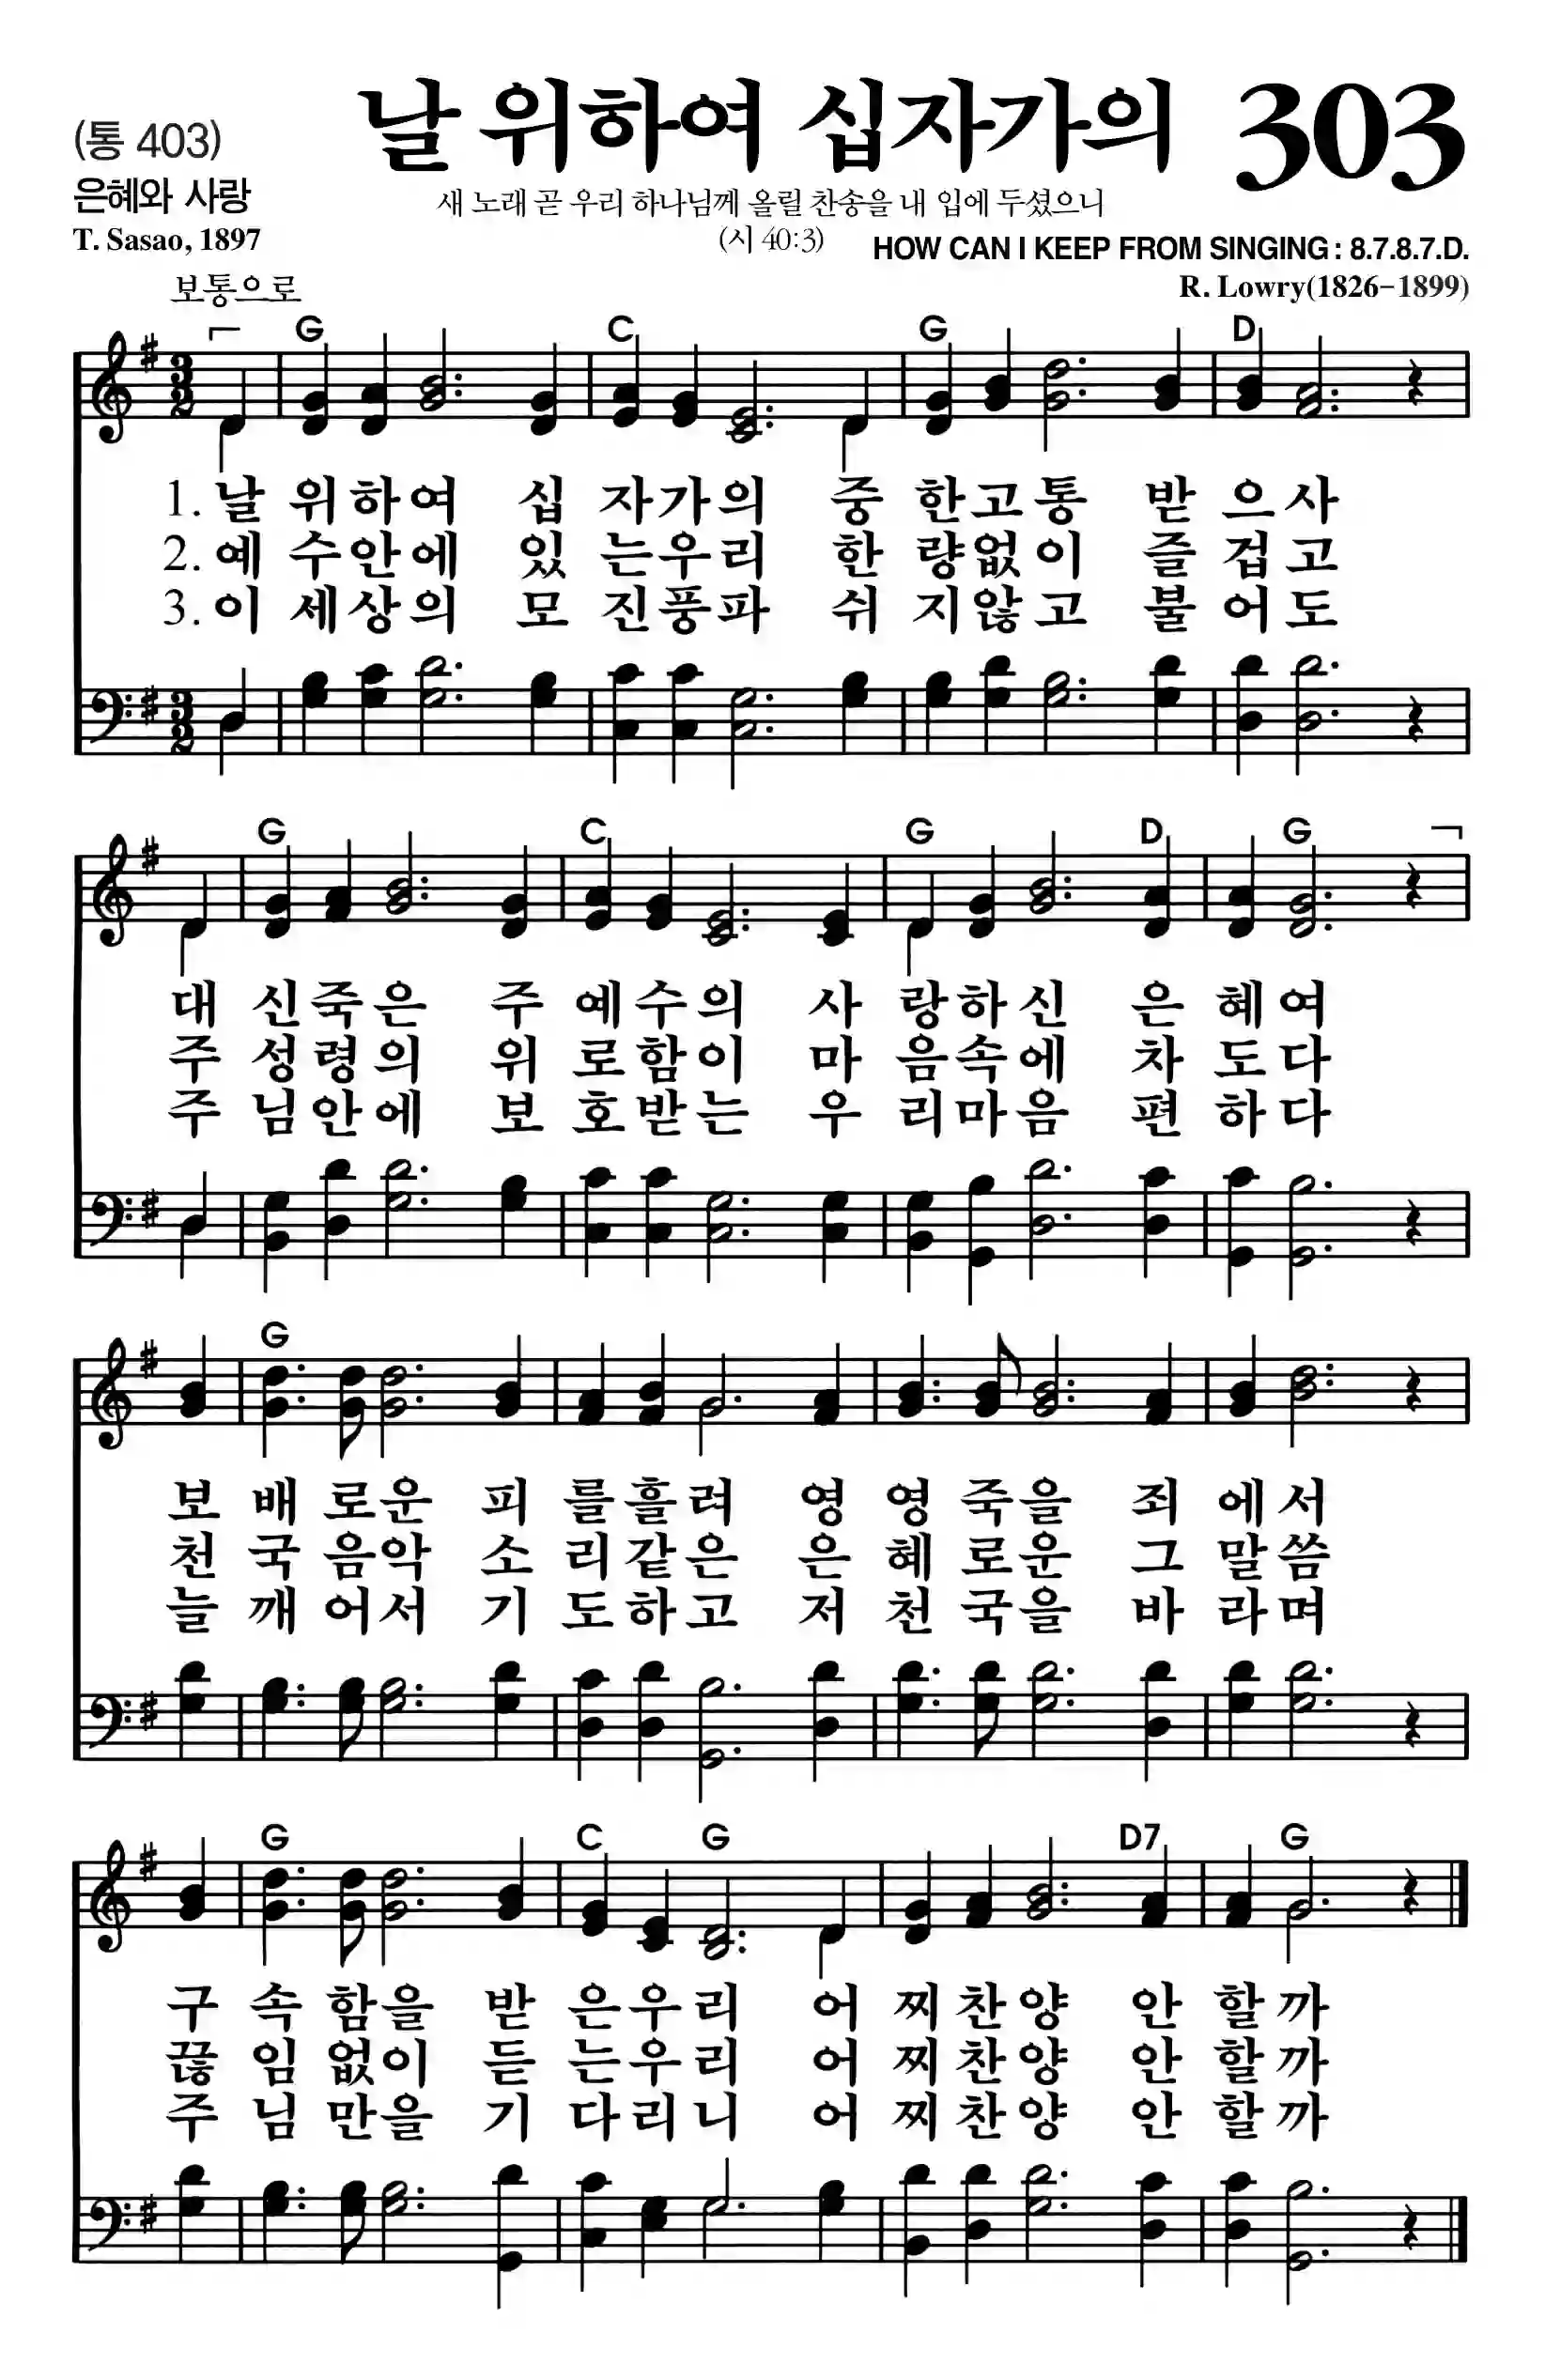 날 위하여 십자가의 303
(통 403)
은혜와 사랑
새 노래 곧 우리 하나님께 올릴 찬송을 내 입에 두셨으니
T. Sasao, 1897
(시 40:3)
HOW CAN I KEEP FROM SINGING: 8.7.8.7.D.
보통으로
R. Lowry(1826-1899)
G C G D
3 2
1. 날 위하여 십 자가의 중 한고통 받 으사
2. 예 수안에 있 는우리 한 량없이 즐 겁고
3. 이 세상의 모 진풍파 쉬 지않고 불 어도
3 2
G C G D G
대 신죽은 주 예수의 사 랑하신 은 혜여
주 성령의 위 로함이 마 음속에 차 도다
주 님안에 보 호받는 우 리마음 편 하다
G
보 배 로운 피 를흘려 영 영 죽을 죄 에서
천 국 음악 소 리같은 은 혜 로운 그 말씀
늘 깨 어서 기 도하고 저 천 국을 바 라며
G C G D7 G
구 속 함을 받 은우리 어 찌찬양 안 할까
끊 임 없이 듣 는우리 어 찌찬양 안 할까
주 님 만을 기 다리니 어 찌찬양 안 할까